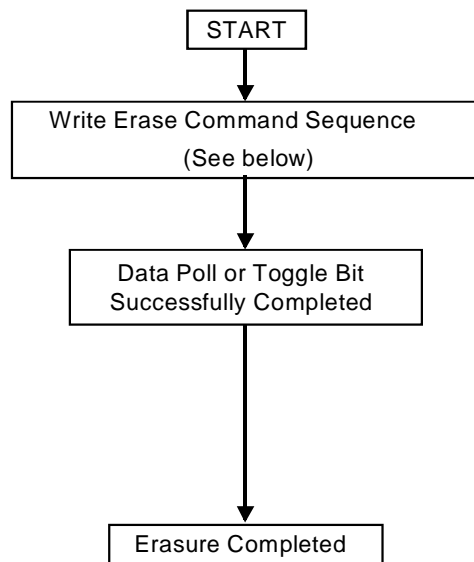 START
Write Erase Command Sequence
(See below)
Data Poll or Toggle Bit
Successfully Completed
Erasure Completed